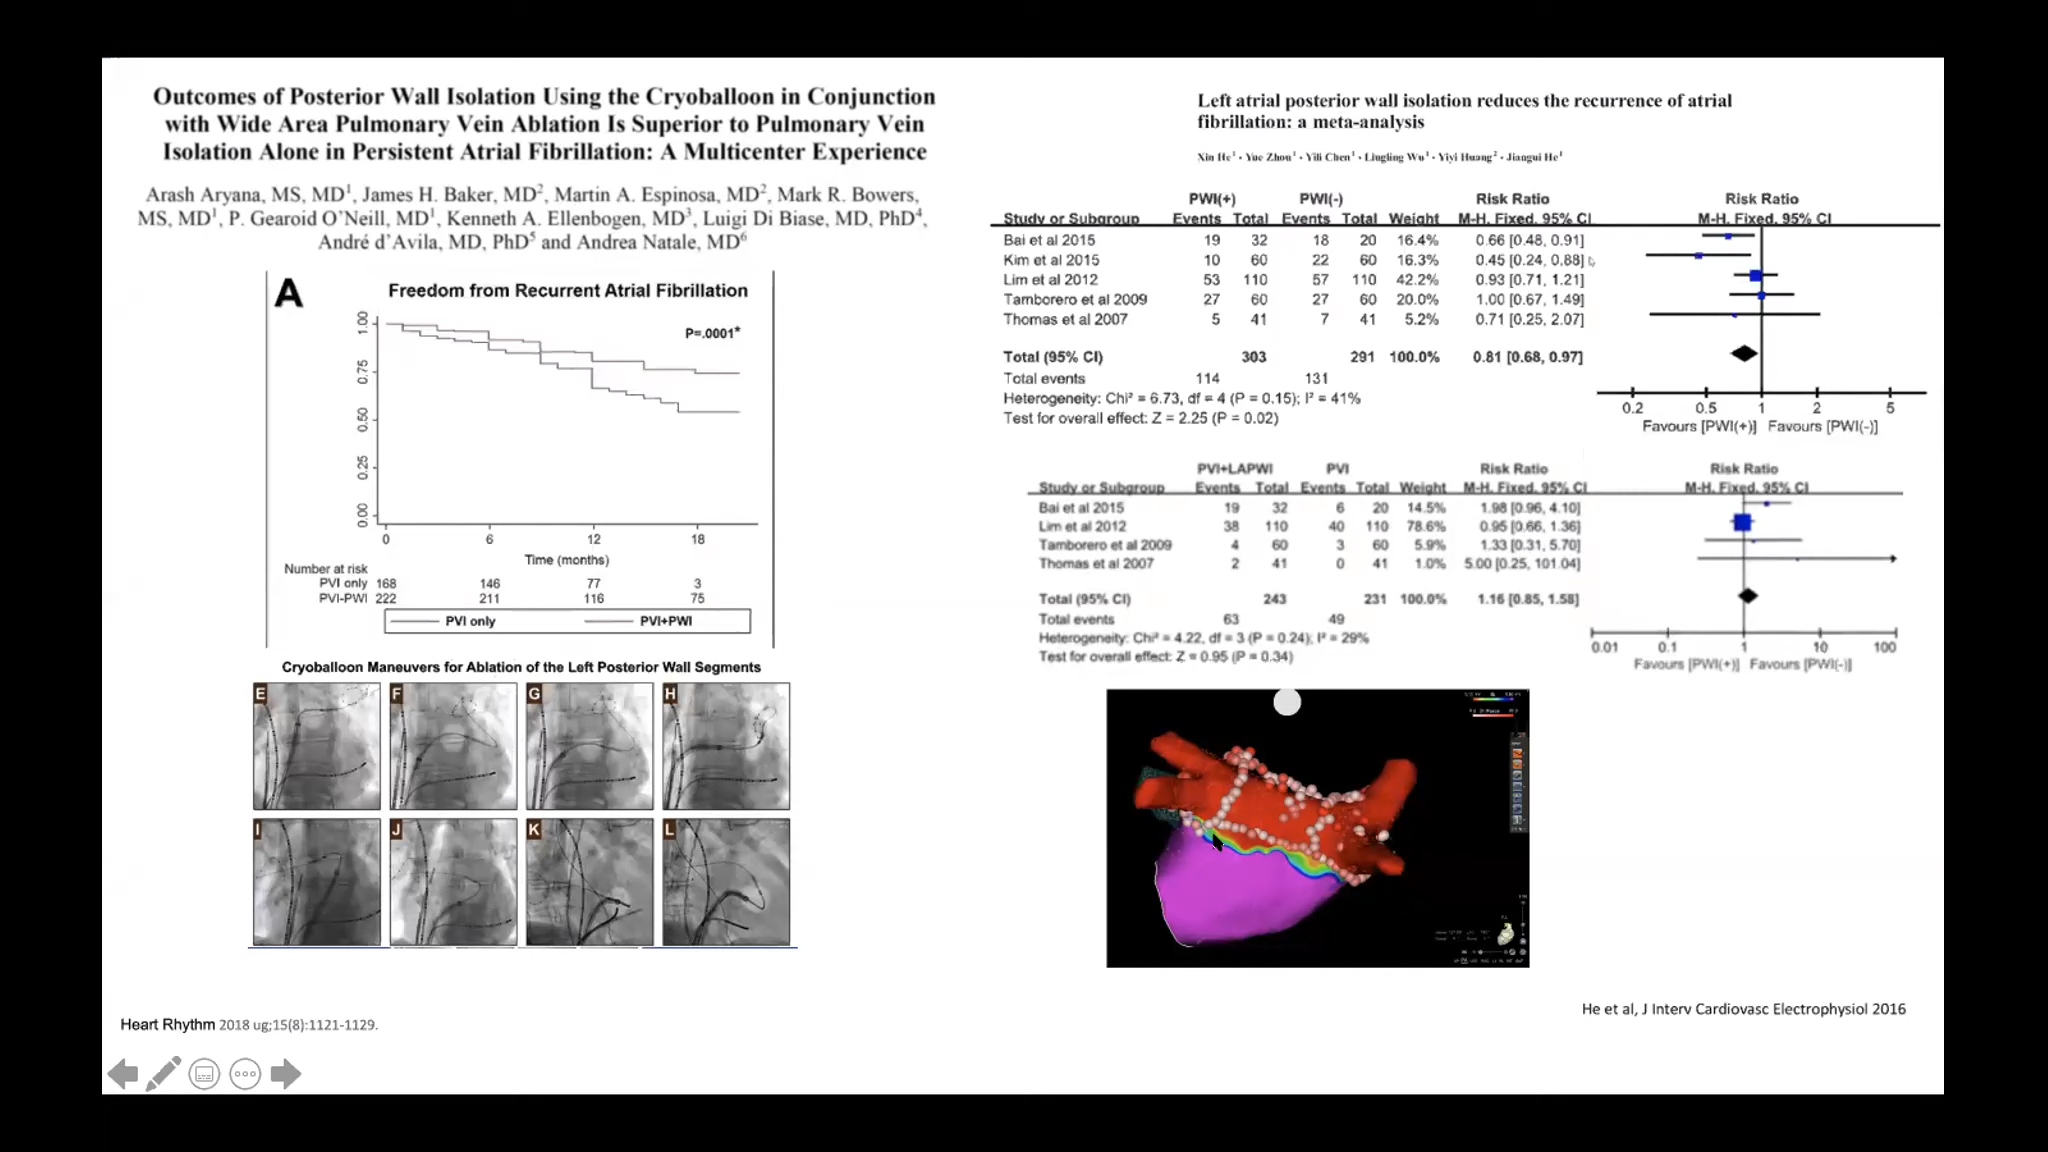 Outcomes of Posterior Wall Isolation Using the Cryoballoon in Conjunction
with Wide Area Pulmonary Vein Ablation Is Superior to Pulmonary Vein
Isolation Alone in Persistent Atrial Fibrillation: A Multicenter Experience
Arash Aryana, MS, MD1, James H. Baker, MD2, Martin A. Espinosa, MD2, Mark R. Bowers,
MS, MD1, P. Gearoid O'Neill, MD1, Kenneth A. Ellenbogen, MD3, Luigi Di Biase, MD, PhD4,
André d'Avila, MD, PhD5 and Andrea Natale, MD6
A
Freedom from Recurrent Atrial Fibrillation
P=.0001*
1.00
0.75
0.50
0.25
0.00
0 6 12 18
Time (months)
Number at risk
PVI only 168 146 77 3
PVI-PWI 222 211 116 75
PVI only PVI+PWI
Cryoballoon Maneuvers for Ablation of the Left Posterior Wall Segments
E F G H
I J K L
Heart Rhythm 2018 ug;15(8):1121-1129.
Left atrial posterior wall isolation reduces the recurrence of atrial
fibrillation: a meta-analysis
Xin He1 · Yue Zhou1 · Yili Chen1 · Lingling Wu1 · Yiyi Huang2 · Jiangui He1
PWI(+) PWI(-) Risk Ratio Risk Ratio
Study or Subgroup Events Total Events Total Weight M-H. Fixed. 95% CI M-H. Fixed. 95% CI
Bai et al 2015 19 32 18 20 16.4% 0.66 [0.48, 0.91]
Kim et al 2015 10 60 22 60 16.3% 0.45 [0.24, 0.88]
Lim et al 2012 53 110 57 110 42.2% 0.93 [0.71, 1.21]
Tamborero et al 2009 27 60 27 60 20.0% 1.00 [0.67, 1.49]
Thomas et al 2007 5 41 7 41 5.2% 0.71 [0.25, 2.07]
Total (95% CI) 303 291 100.0% 0.81 [0.68, 0.97]
Total events 114 131
Heterogeneity: Chi² = 6.73, df = 4 (P = 0.15); I² = 41%
Test for overall effect: Z = 2.25 (P = 0.02)
0.2 0.5 1 2 5
Favours [PWI(+)] Favours [PWI(-)]
PVI+LAPWI PVI Risk Ratio Risk Ratio
Study or Subgroup Events Total Events Total Weight M-H. Fixed. 95% CI M-H. Fixed. 95% CI
Bai et al 2015 19 32 6 20 14.5% 1.98 [0.96, 4.10]
Lim et al 2012 38 110 40 110 78.6% 0.95 [0.66, 1.36]
Tamborero et al 2009 4 60 3 60 5.9% 1.33 [0.31, 5.70]
Thomas et al 2007 2 41 0 41 1.0% 5.00 [0.25, 101.04]
Total (95% CI) 243 231 100.0% 1.16 [0.85, 1.58]
Total events 63 49
Heterogeneity: Chi² = 4.22, df = 3 (P = 0.24); I² = 29%
Test for overall effect: Z = 0.95 (P = 0.34)
0.01 0.1 1 10 100
Favours [PWI(+)] Favours [PWI(-)]
He et al, J Interv Cardiovasc Electrophysiol 2016